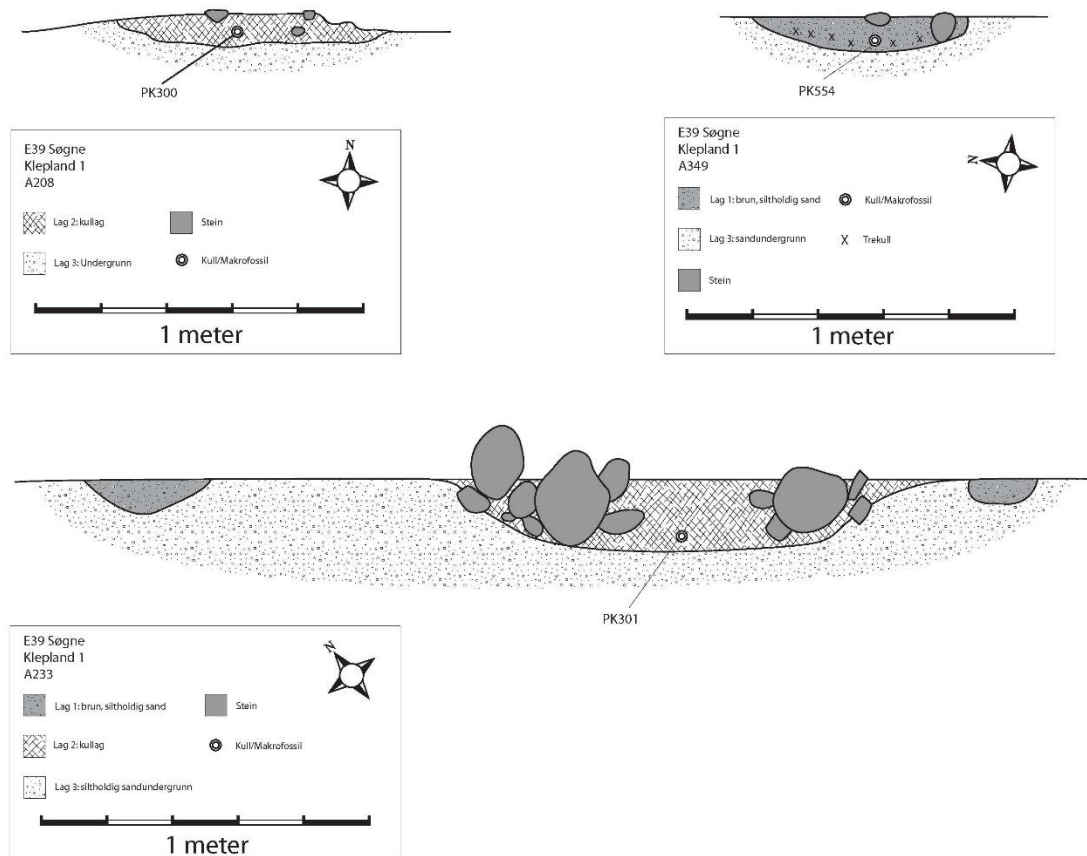 PK300
PK554
E39 Søgne
Klepland 1
A208
N
Lag 2: kullag
Stein
Lag 3: Undergrunn
Kull/Makrofossil
1 meter
E39 Søgne
Klepland 1
A349
N
Lag 1: brun, siltholdig sand
Kull/Makrofossil
Lag 3: sandundergrunn
X Trekull
Stein
1 meter
PK301
E39 Søgne
Klepland 1
A233
N
Lag 1: brun, siltholdig sand
Stein
Lag 2: kullag
Kull/Makrofossil
Lag 3: siltholdig sandundergrunn
1 meter